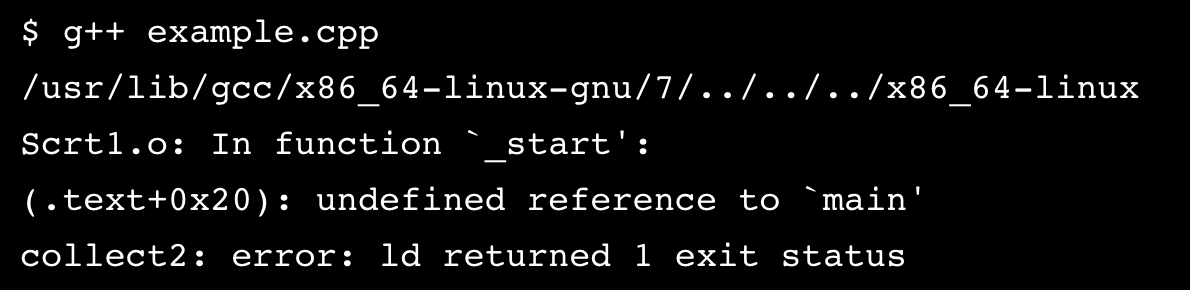 $ g++ example.cpp
/usr/lib/gcc/x86_64-linux-gnu/7/../../../x86_64-linux
Scrt1.o: In function `_start':
(.text+0x20): undefined reference to `main'
collect2: error: ld returned 1 exit status